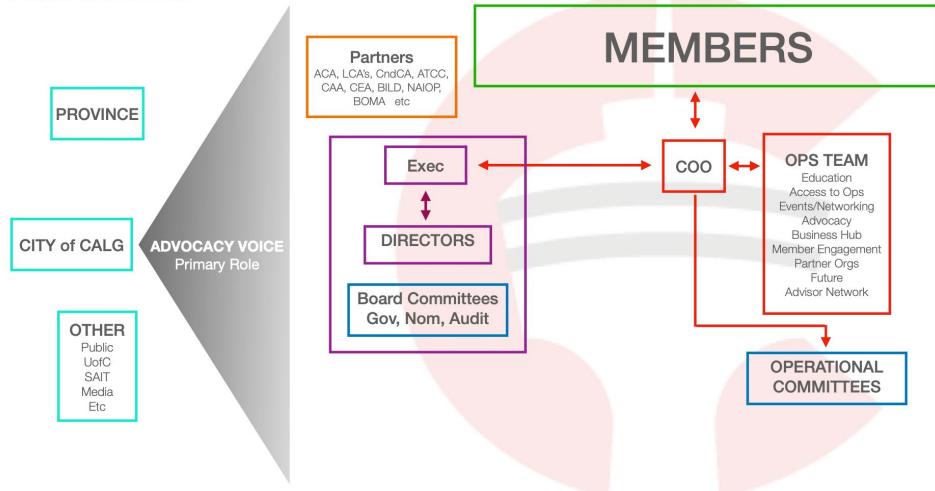 PROVINCE
CITY of CALG
OTHER
Public
UofC
SAIT
Media
Etc
ADVOCACY VOICE
Primary Role
Partners
ACA, LCA's, CndCA, ATCC,
CAA, CEA, BILD, NAIOP,
BOMA etc
MEMBERS
Exec
DIRECTORS
Board Committees
Gov, Nom, Audit
COO
OPS TEAM
Education
Access to Ops
Events/Networking
Advocacy
Business Hub
Member Engagement
Partner Orgs
Future
Advisor Network
OPERATIONAL
COMMITTEES